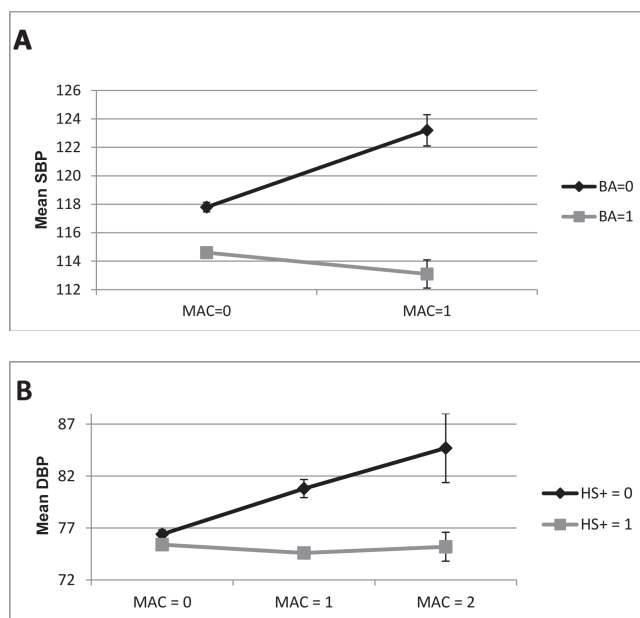 A
126
124
122
120
118
116
114
112
Mean SBP
MAC=0
MAC=1
BA=0
BA=1
B
87
82
77
72
Mean DBP
MAC = 0
MAC = 1
MAC = 2
HS+ = 0
HS+ = 1